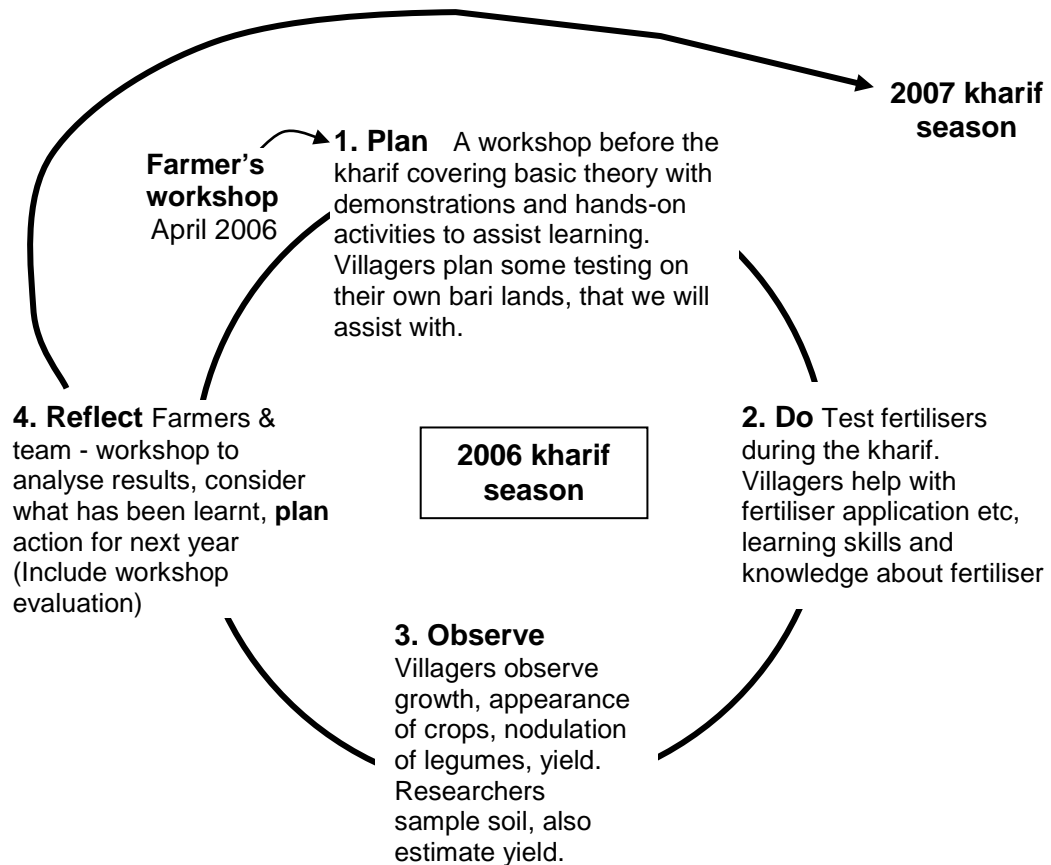 2007 kharif
season
Farmer's
workshop
April 2006
1. Plan A workshop before the
kharif covering basic theory with
demonstrations and hands-on
activities to assist learning.
Villagers plan some testing on
their own bari lands, that we will
assist with.
4. Reflect Farmers &
team - workshop to
analyse results, consider
what has been learnt, plan
action for next year
(Include workshop
evaluation)
2006 kharif
season
2. Do Test fertilisers
during the kharif.
Villagers help with
fertiliser application etc,
learning skills and
knowledge about fertiliser
3. Observe
Villagers observe
growth, appearance
of crops, nodulation
of legumes, yield.
Researchers
sample soil, also
estimate yield.